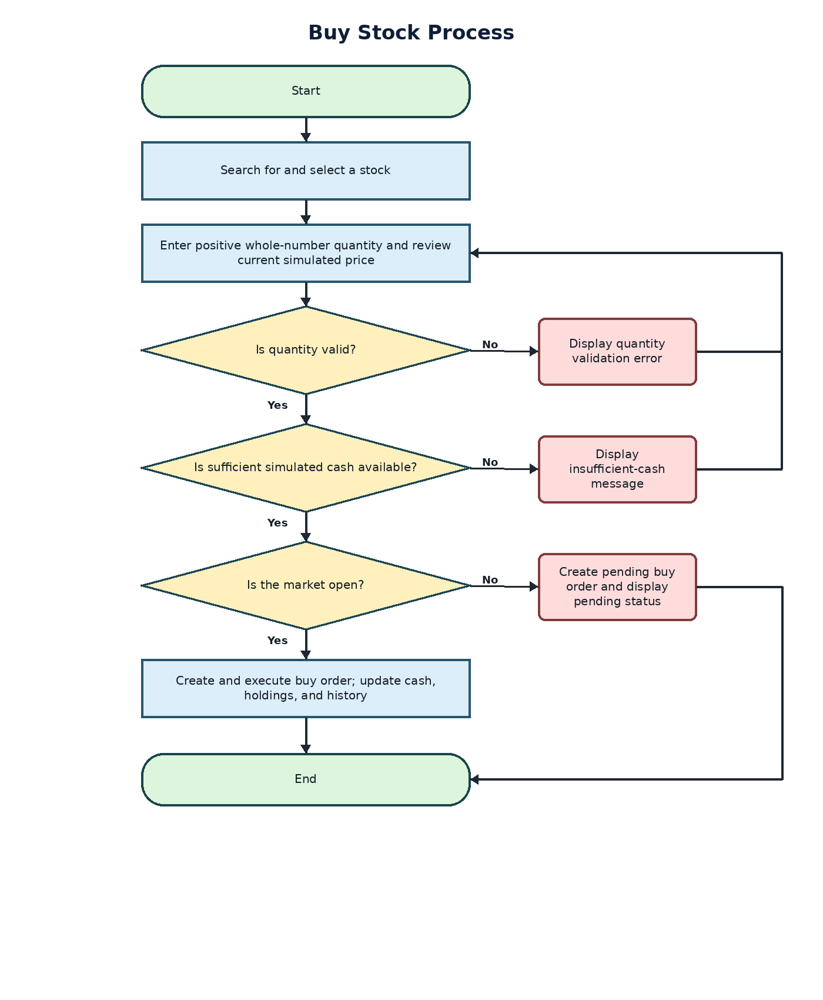 Buy Stock Process
Start
Search for and select a stock
Enter positive whole-number quantity and review
current simulated price
Is quantity valid?
No
Display quantity
validation error
Yes
Is sufficient simulated cash available?
No
Display
insufficient-cash
message
Yes
Is the market open?
No
Create pending buy
order and display
pending status
Yes
Create and execute buy order; update cash,
holdings, and history
End